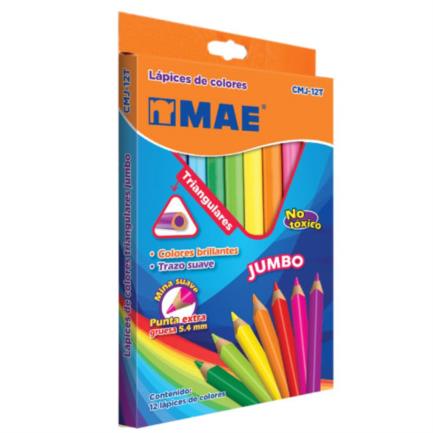 Lápices de colores
CMJ-12T
MAE®
Triangulares
No
tóxico
• Colores brillantes
• Trazo suave
JUMBO
Mina suave
Punta extra
gruesa 5.4 mm
Contenido:
12 lápices de colores
Lápices de colores triangulares jumbo
CMJ-12T